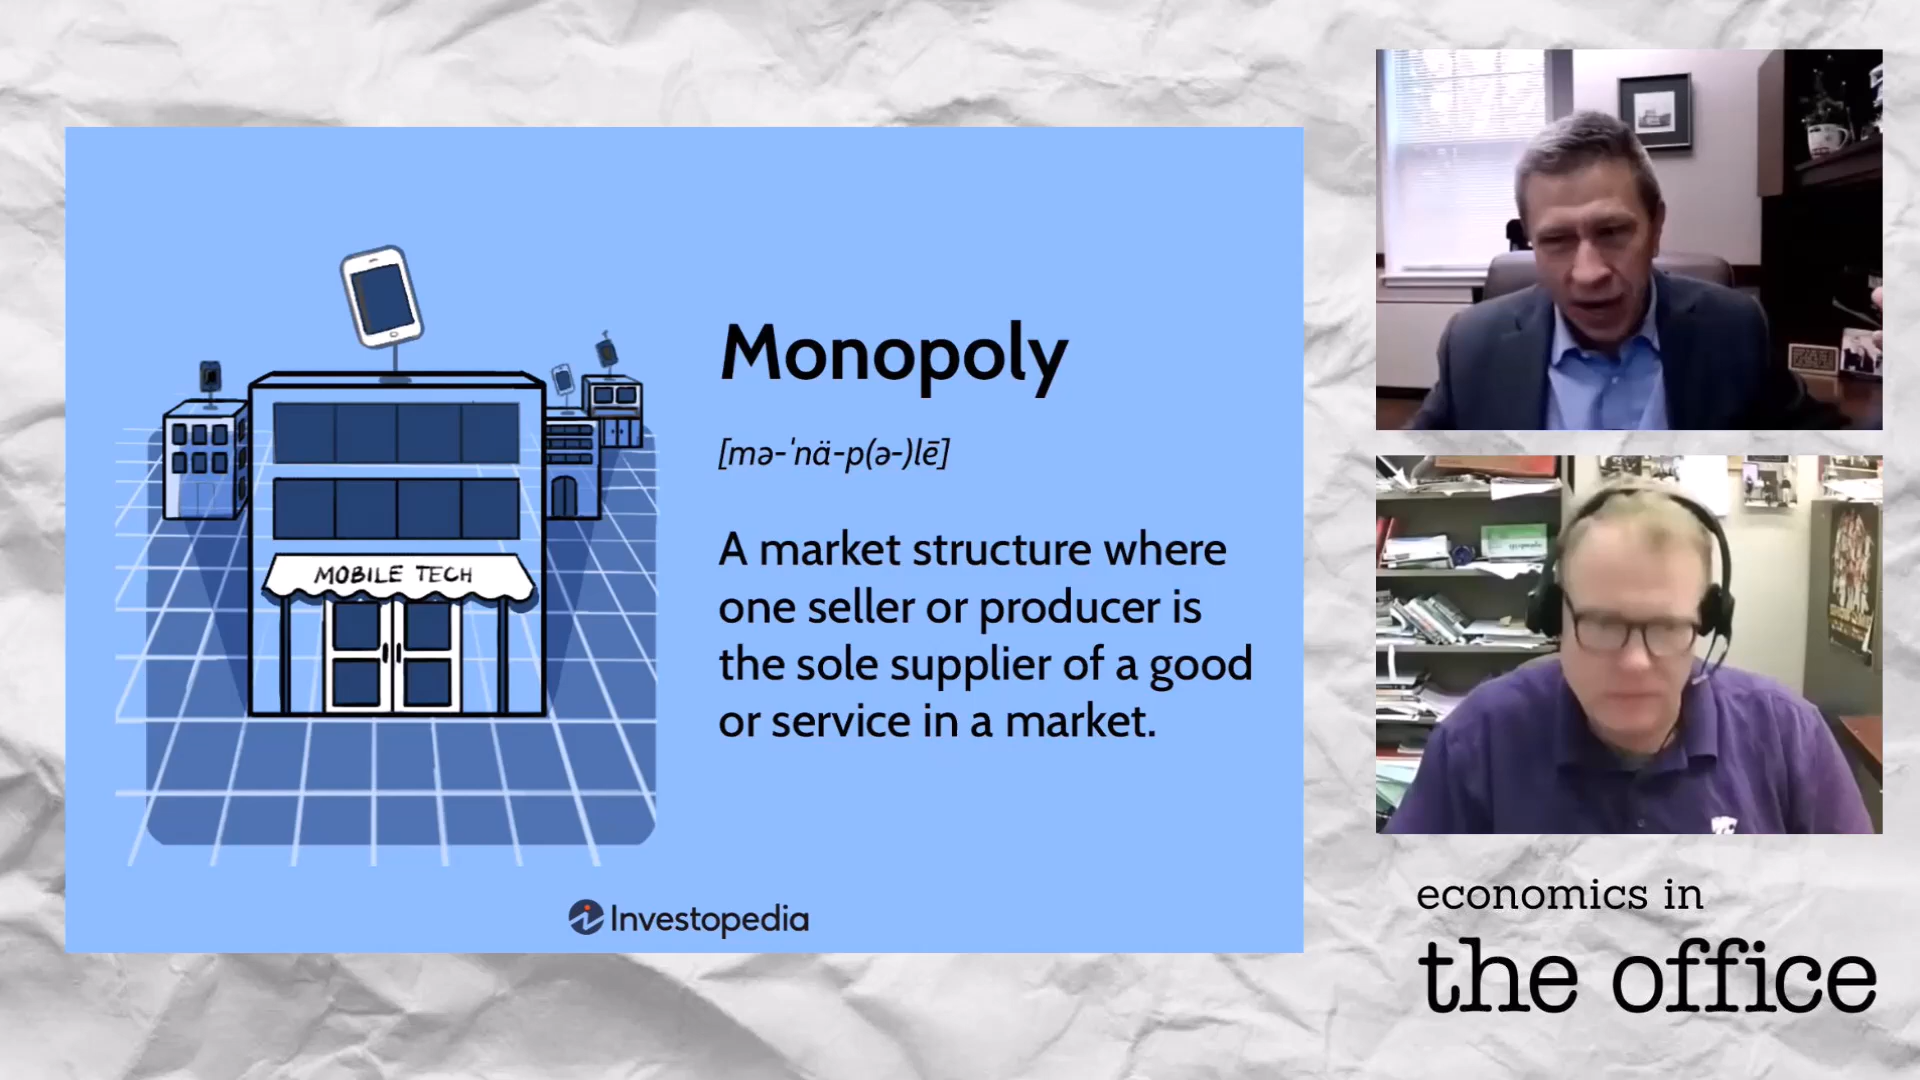 Monopoly
[mə-ˈnä-p(ə-)lē]
A market structure where
one seller or producer is
the sole supplier of a good
or service in a market.
MOBILE TECH
Investopedia
economics in
the office